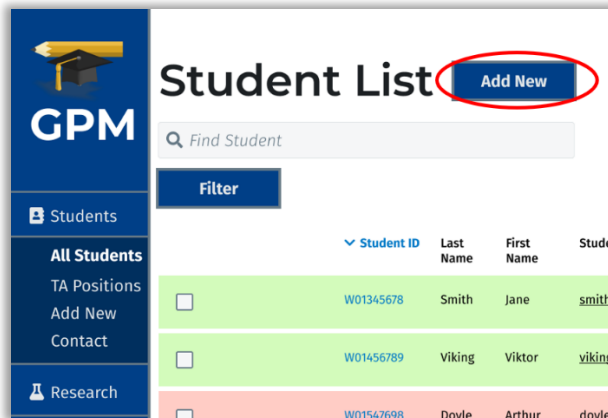 GPM
Students
All Students
TA Positions
Add New
Contact
Research
Student List
Add New
Find Student
Filter
Student ID Last Name First Name
W01345678 Smith Jane
W01456789 Viking Viktor
W01547698 Doyle Arthur